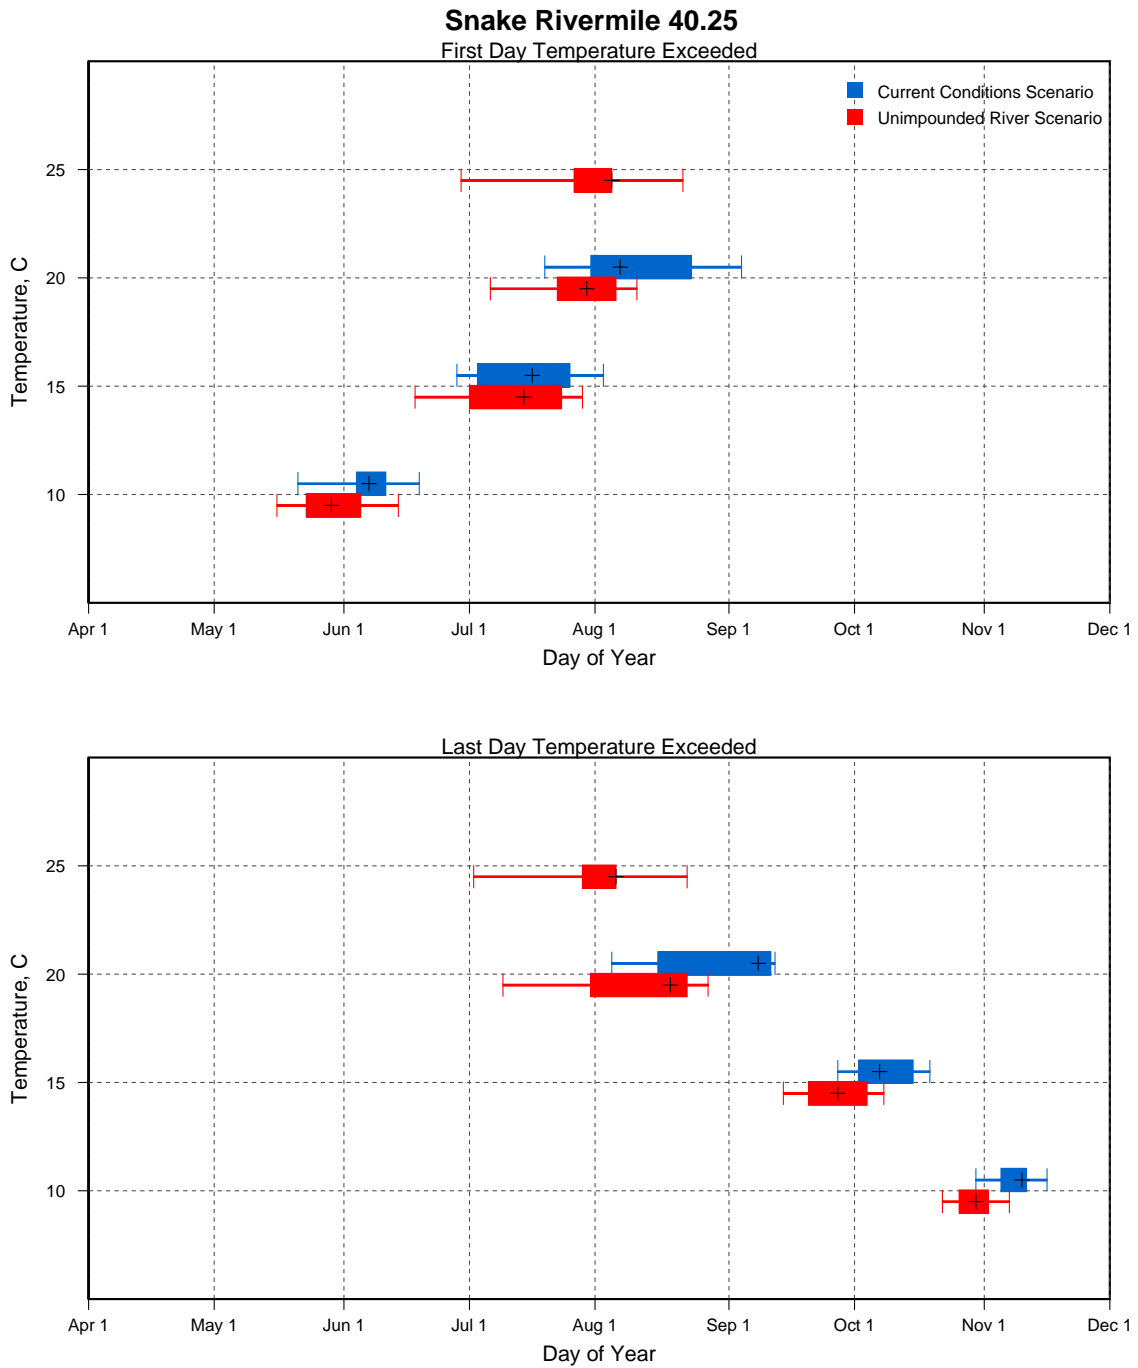 Snake Rivermile 40.25
First Day Temperature Exceeded
Current Conditions Scenario
Unimpounded River Scenario
25
20
15
10
Temperature, C
Apr 1 May 1 Jun 1 Jul 1 Aug 1 Sep 1 Oct 1 Nov 1 Dec 1
Day of Year
Last Day Temperature Exceeded
25
20
15
10
Temperature, C
Apr 1 May 1 Jun 1 Jul 1 Aug 1 Sep 1 Oct 1 Nov 1 Dec 1
Day of Year